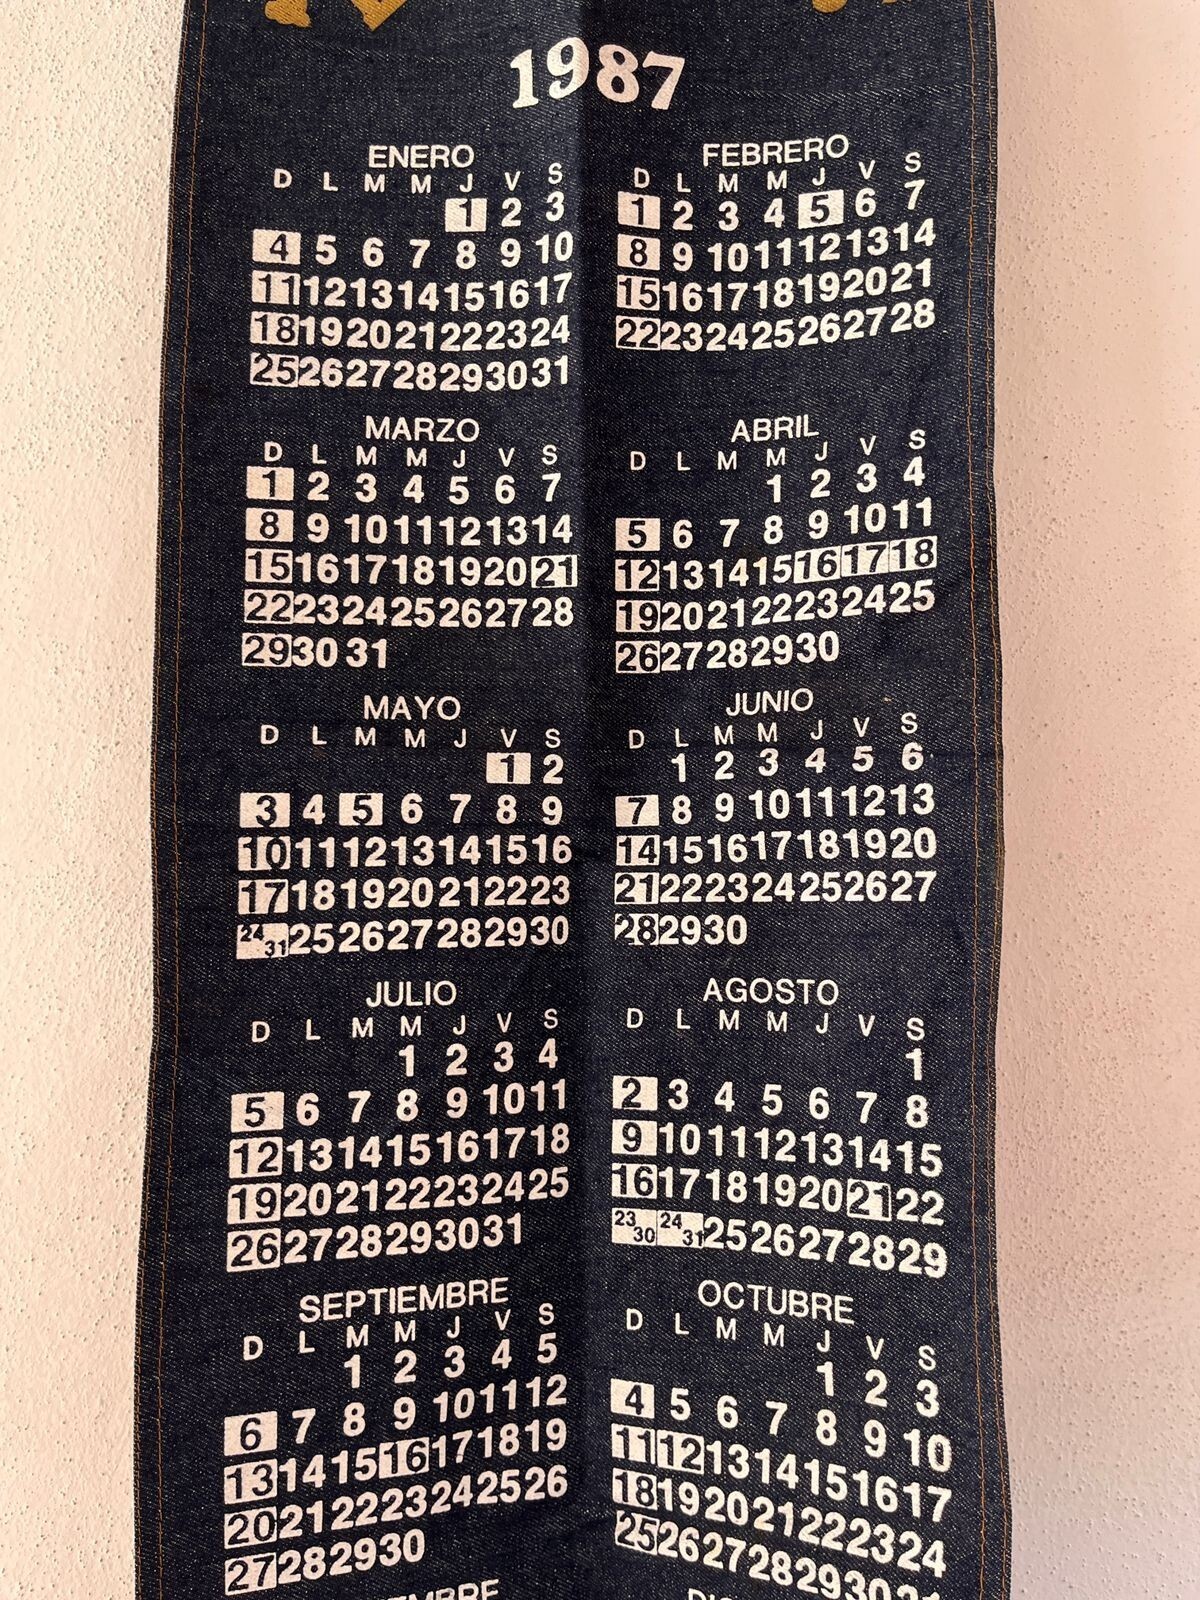 1987
ENERO
D L M M J V S
1 2 3
4 5 6 7 8 9 10
11 12 13 14 15 16 17
18 19 20 21 22 23 24
25 26 27 28 29 30 31
FEBRERO
D L M M J V S
1 2 3 4 5 6 7
8 9 10 11 12 13 14
15 16 17 18 19 20 21
22 23 24 25 26 27 28
MARZO
D L M M J V S
1 2 3 4 5 6 7
8 9 10 11 12 13 14
15 16 17 18 19 20 21
22 23 24 25 26 27 28
29 30 31
ABRIL
D L M M J V S
1 2 3 4
5 6 7 8 9 10 11
12 13 14 15 16 17 18
19 20 21 22 23 24 25
26 27 28 29 30
MAYO
D L M M J V S
1 2
3 4 5 6 7 8 9
10 11 12 13 14 15 16
17 18 19 20 21 22 23
24 31 25 26 27 28 29 30
JUNIO
D L M M J V S
1 2 3 4 5 6
7 8 9 10 11 12 13
14 15 16 17 18 19 20
21 22 23 24 25 26 27
28 29 30
JULIO
D L M M J V S
1 2 3 4
5 6 7 8 9 10 11
12 13 14 15 16 17 18
19 20 21 22 23 24 25
26 27 28 29 30 31
AGOSTO
D L M M J V S
1
2 3 4 5 6 7 8
9 10 11 12 13 14 15
16 17 18 19 20 21 22
23 30 24 31 25 26 27 28 29
SEPTIEMBRE
D L M M J V S
1 2 3 4 5
6 7 8 9 10 11 12
13 14 15 16 17 18 19
20 21 22 23 24 25 26
27 28 29 30
OCTUBRE
D L M M J V S
1 2 3
4 5 6 7 8 9 10
11 12 13 14 15 16 17
18 19 20 21 22 23 24
25 26 27 28 29 30 31